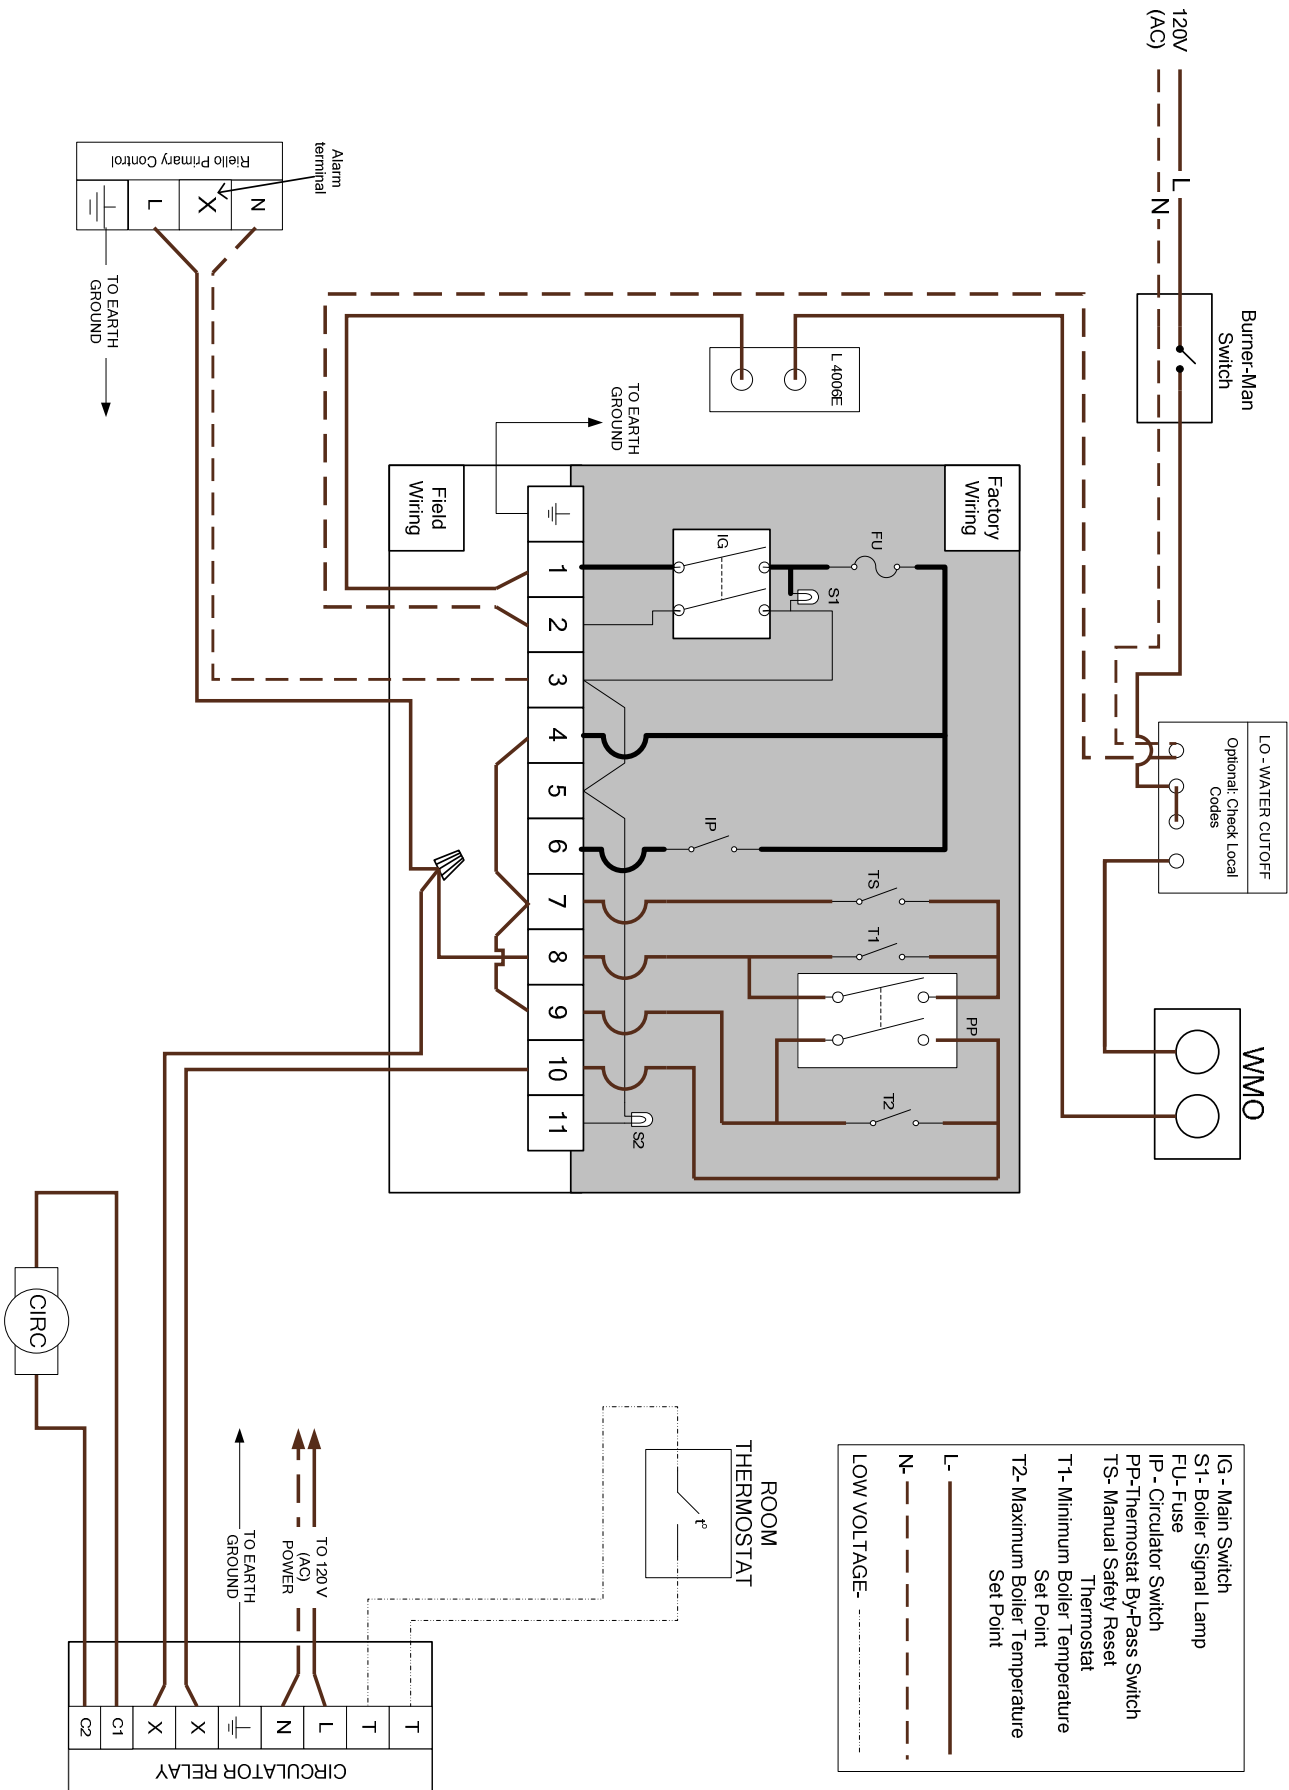 120V
(AC)
L
N
Burner-Man
Switch
LO - WATER CUTOFF
Optional: Check Local
Codes
WMO
L 4006E
Alarm
terminal
Riello Primary Control
N
X
L
TO EARTH
GROUND
TO EARTH
GROUND
Factory
Wiring
Field
Wiring
FU
IG
S1
IP
TS
T1
PP
T2
S2
1
2
3
4
5
6
7
8
9
10
11
IG - Main Switch
S1- Boiler Signal Lamp
FU- Fuse
IP - Circulator Switch
PP-Thermostat By-Pass Switch
TS- Manual Safety Reset
Thermostat
T1- Minimum Boiler Temperature
Set Point
T2- Maximum Boiler Temperature
Set Point
L-
N-
LOW VOLTAGE-
ROOM
THERMOSTAT
t°
TO 120V
(AC)
POWER
TO EARTH
GROUND
CIRC
T
T
L
N
X
X
C1
C2
CIRCULATOR RELAY